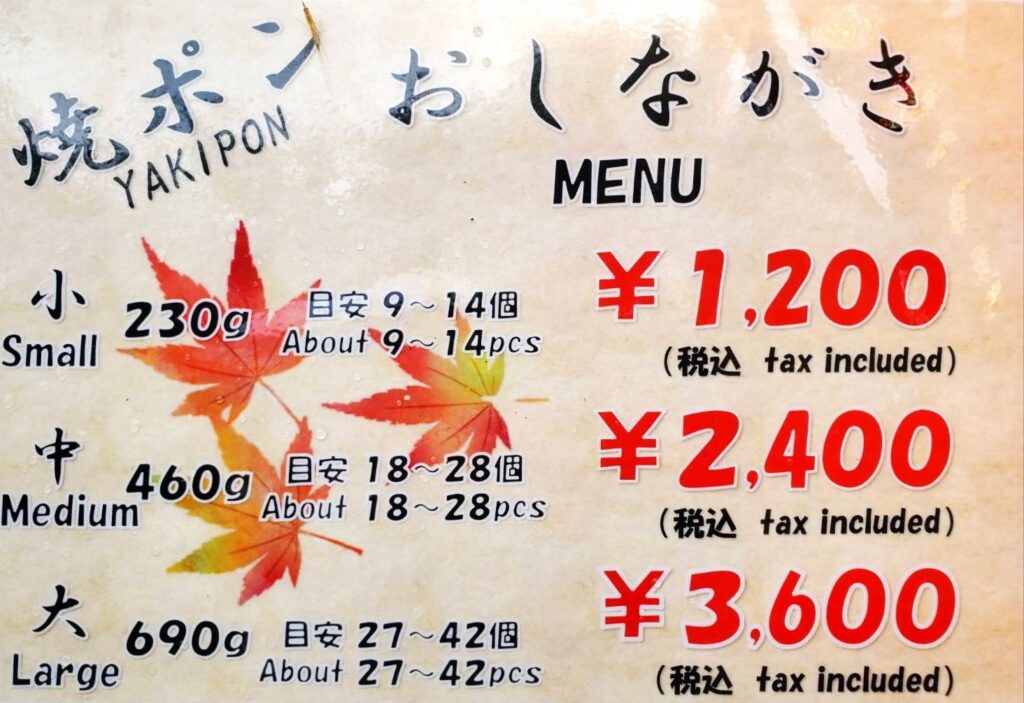 焼ポン
YAKIPON
おしながき
MENU
小 230g 目安 9～14個 ¥1,200
Small About 9～14pcs (税込 tax included)
中 460g 目安 18～28個 ¥2,400
Medium About 18～28pcs (税込 tax included)
大 690g 目安 27～42個 ¥3,600
Large About 27～42pcs (税込 tax included)